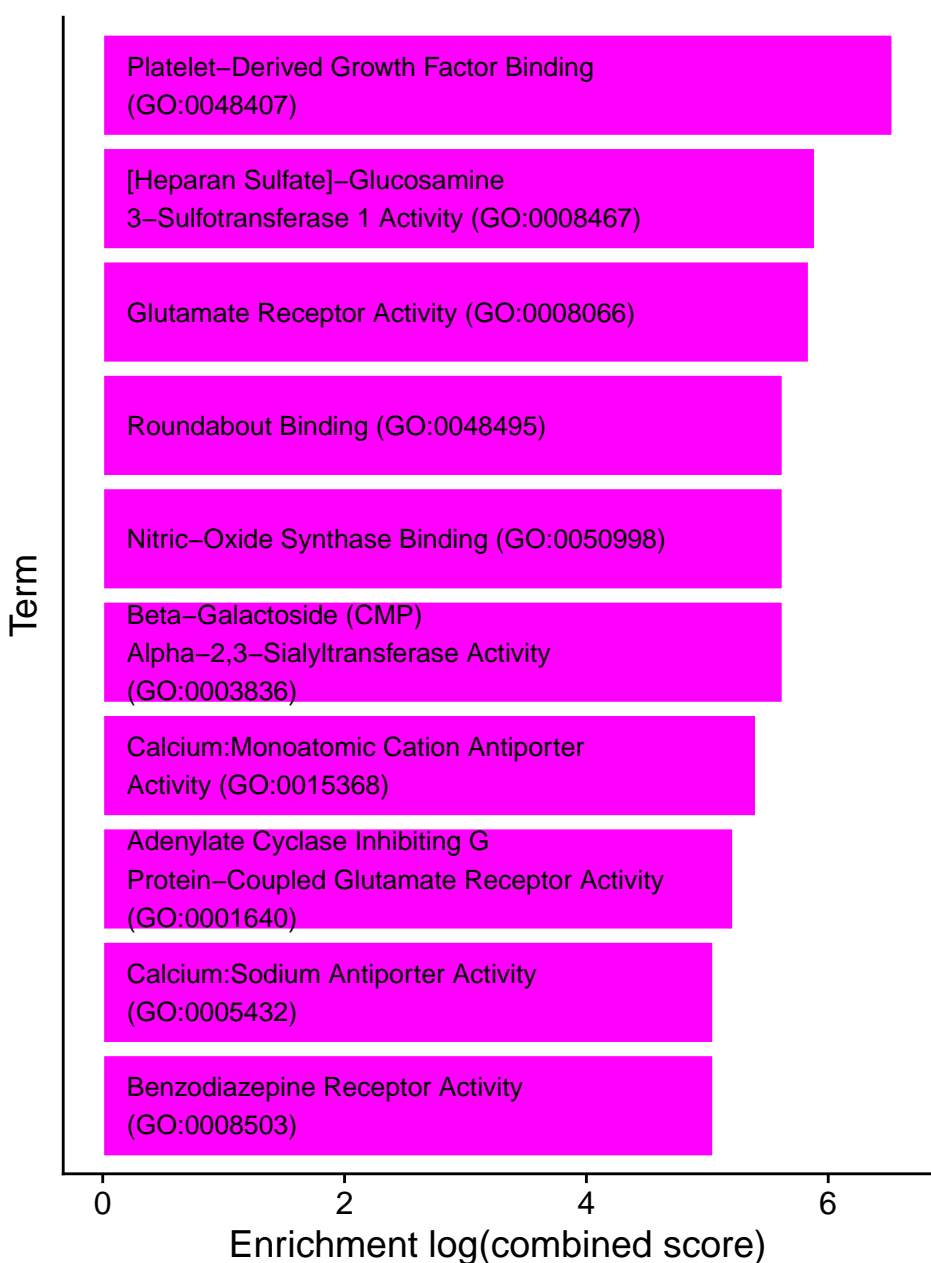 Platelet−Derived Growth Factor Binding
(GO:0048407)
[Heparan Sulfate]−Glucosamine
3−Sulfotransferase 1 Activity (GO:0008467)
Glutamate Receptor Activity (GO:0008066)
Roundabout Binding (GO:0048495)
Nitric−Oxide Synthase Binding (GO:0050998)
Beta−Galactoside (CMP)
Alpha−2,3−Sialyltransferase Activity
(GO:0003836)
Calcium:Monoatomic Cation Antiporter
Activity (GO:0015368)
Adenylate Cyclase Inhibiting G
Protein−Coupled Glutamate Receptor Activity
(GO:0001640)
Calcium:Sodium Antiporter Activity
(GO:0005432)
Benzodiazepine Receptor Activity
(GO:0008503)
Term
0 2 4 6
Enrichment log(combined score)